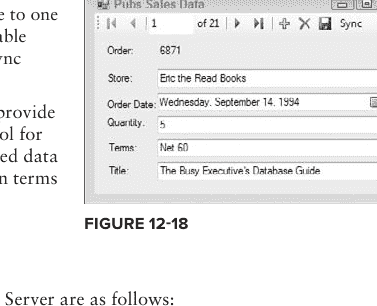 e to one
able
ync
provide
ol for
ed data
n terms
Pubs Sales Data
1 of 21 Sync
Order: 6871
Store: Eric the Read Books
Order Date: Wednesday, September 14, 1994
Quantity: 5
Terms: Net 60
Title: The Busy Executive's Database Guide
FIGURE 12-18
Server are as follows: